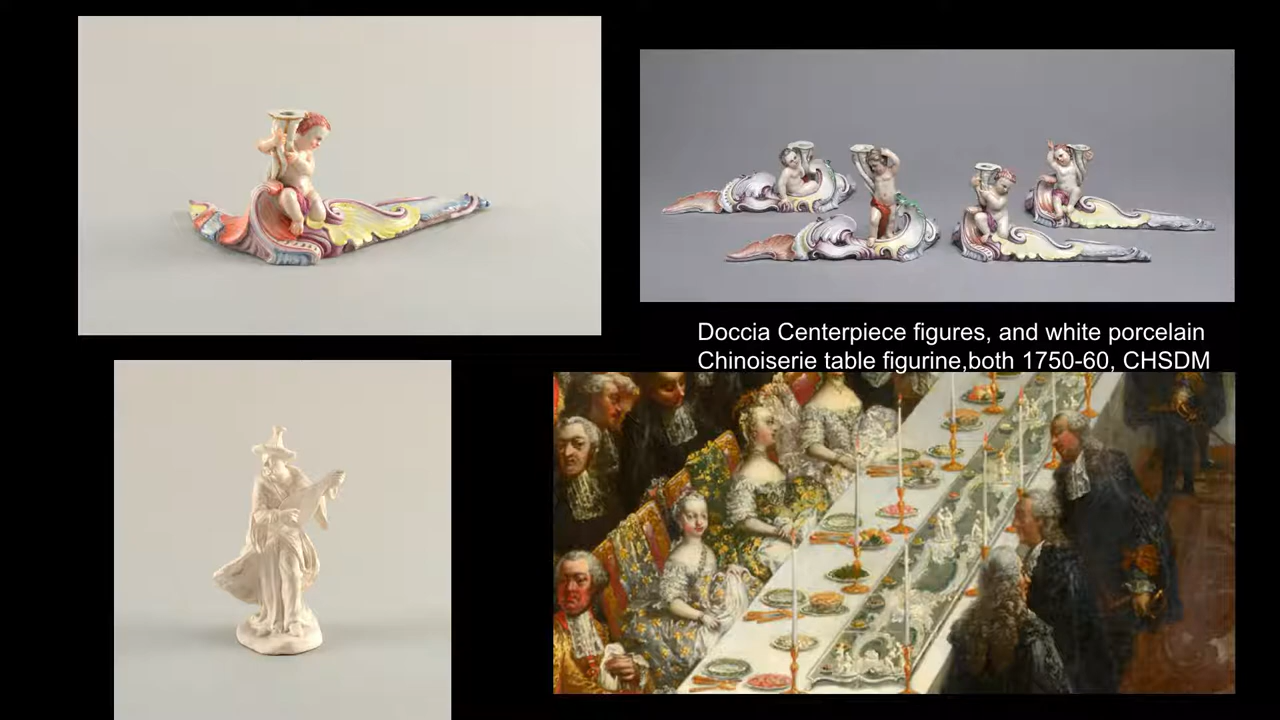 Doccia Centerpiece figures, and white porcelain
Chinoiserie table figurine,both 1750-60, CHSDM